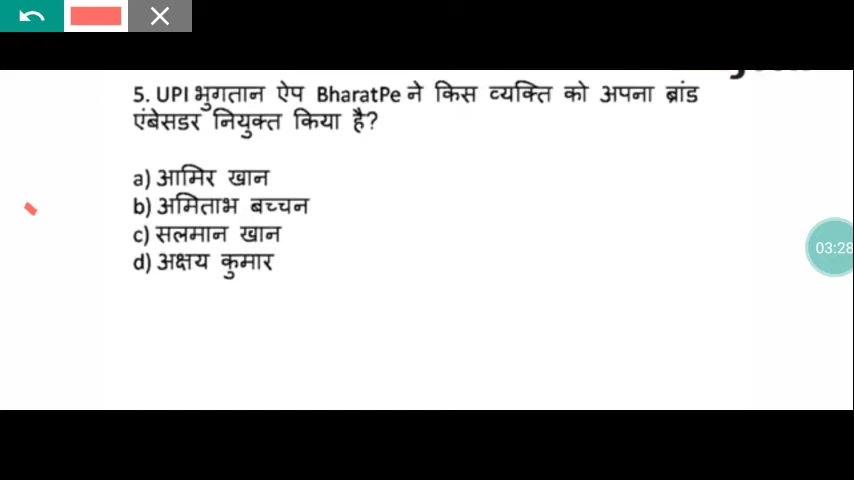 5. UPI भुगतान ऐप BharatPe ने किस व्यक्ति को अपना ब्रांड
एंबेसडर नियुक्त किया है?
a) आमिर खान
b) अमिताभ बच्चन
c) सलमान खान
d) अक्षय कुमार
03:28